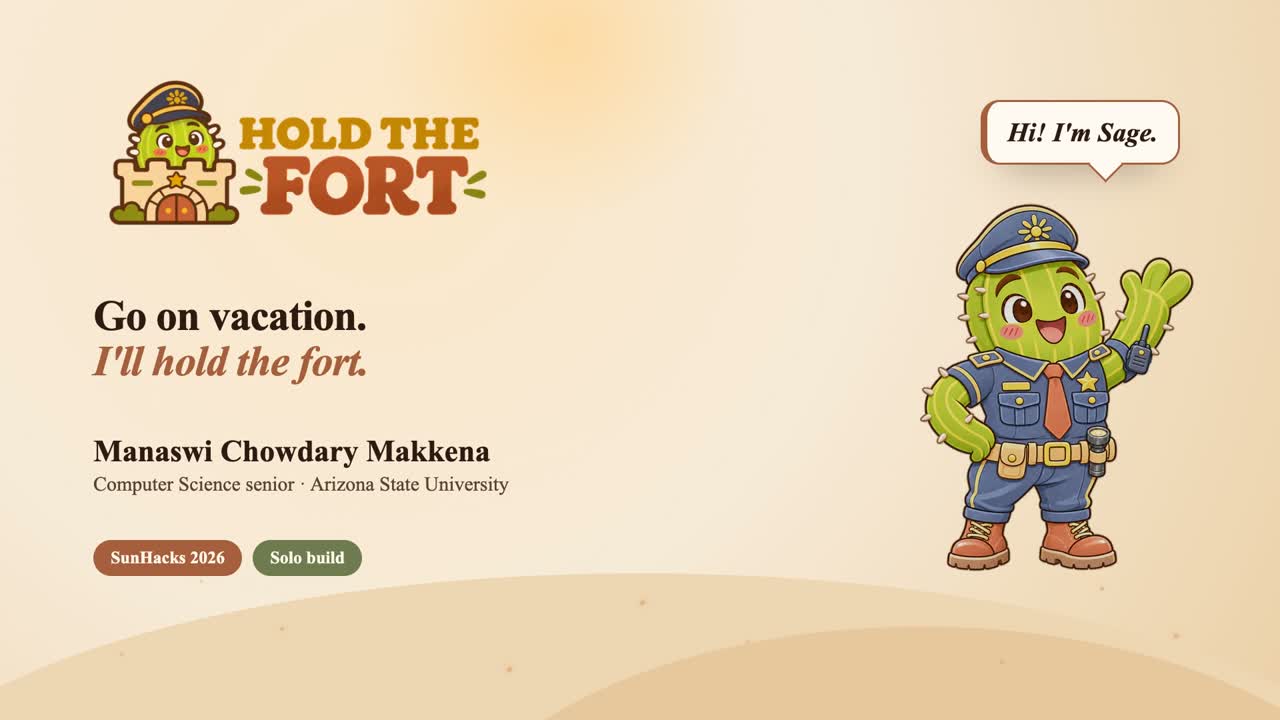 HOLD THE
FORT
Hi! I'm Sage.
Go on vacation.
I'll hold the fort.
Manaswi Chowdary Makkena
Computer Science senior · Arizona State University
SunHacks 2026
Solo build